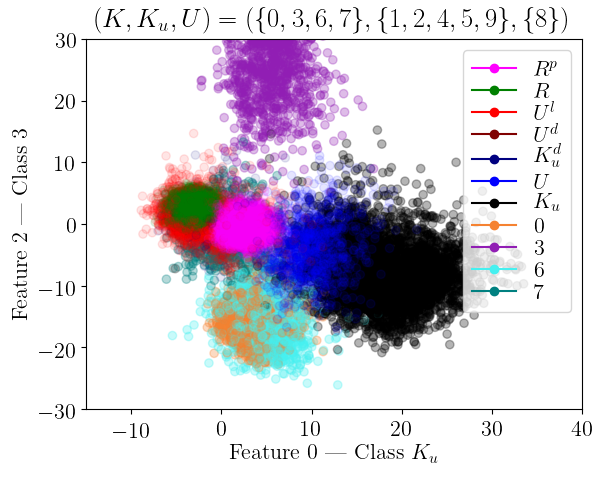 (K, K_u, U) = ({0, 3, 6, 7}, {1, 2, 4, 5, 9}, {8})
30
20
10
0
−10
−20
−30
Feature 2 — Class 3
R^p
R
U^l
U^d
K_u^d
U
K_u
0
3
6
7
−10
0
10
20
30
40
Feature 0 — Class K_u